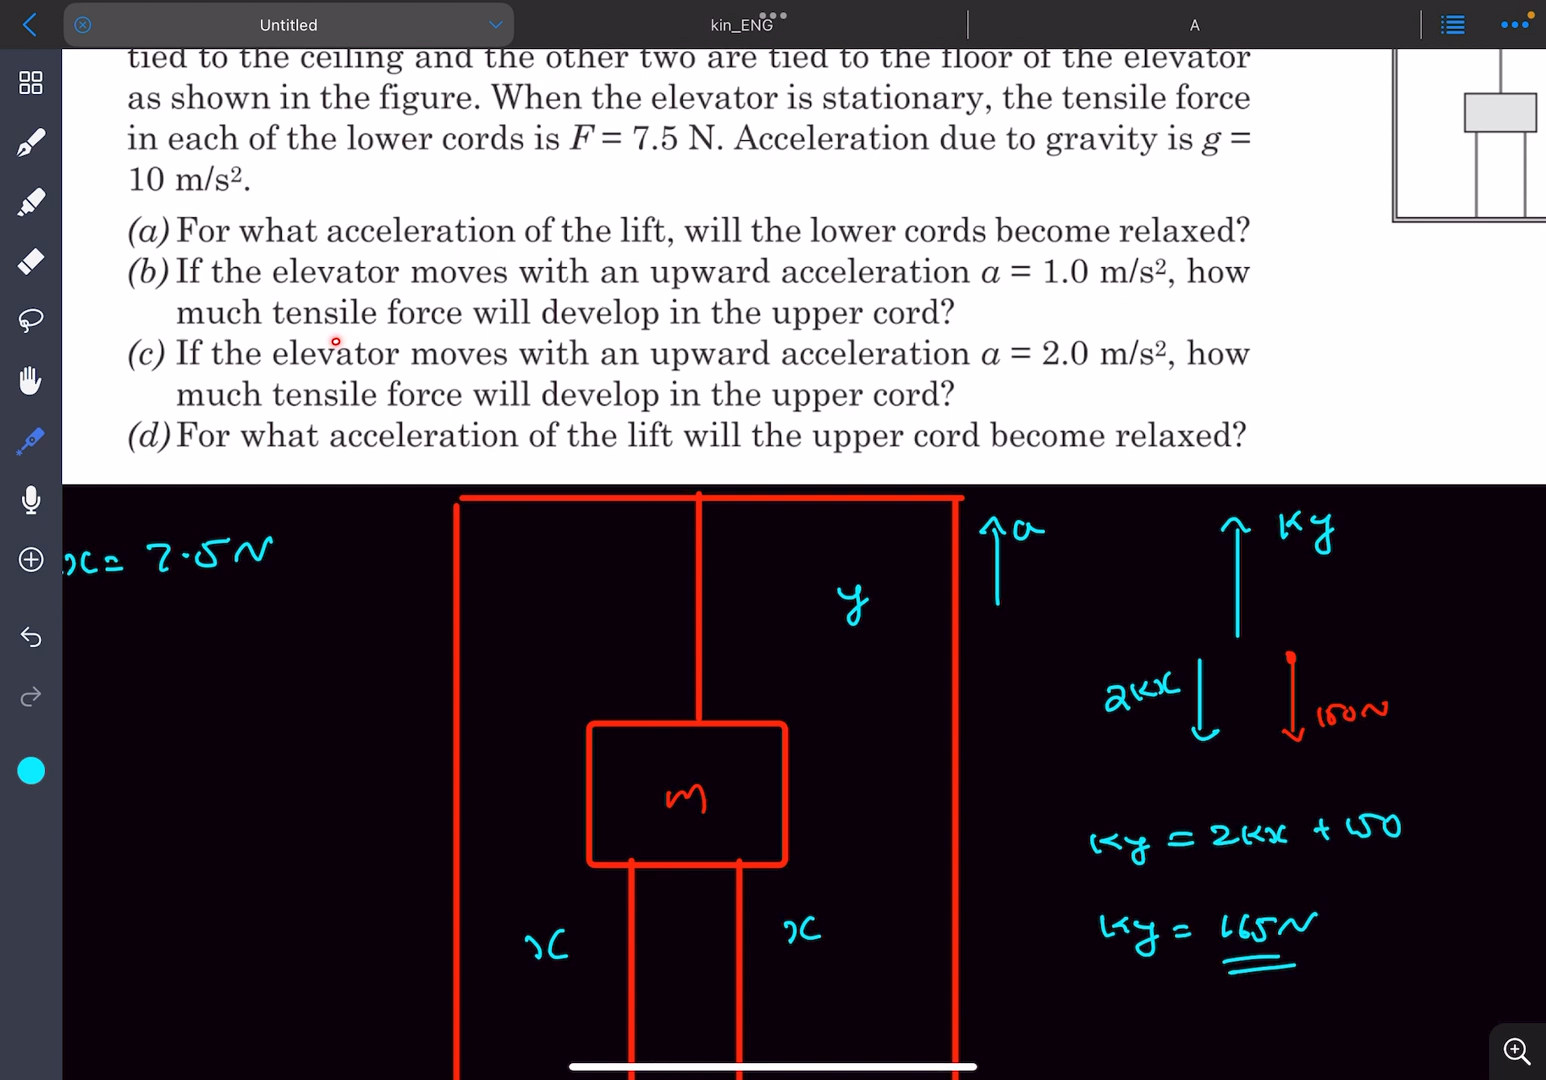 Untitled
kin_ENG
A
tied to the ceiling and the other two are tied to the floor of the elevator
as shown in the figure. When the elevator is stationary, the tensile force
in each of the lower cords is F = 7.5 N. Acceleration due to gravity is g =
10 m/s².
(a) For what acceleration of the lift, will the lower cords become relaxed?
(b) If the elevator moves with an upward acceleration a = 1.0 m/s², how
much tensile force will develop in the upper cord?
(c) If the elevator moves with an upward acceleration a = 2.0 m/s², how
much tensile force will develop in the upper cord?
(d) For what acceleration of the lift will the upper cord become relaxed?
x = 7.5 N
y
a
Ky
2Kx
150N
m
Ky = 2Kx + 150
x
x
Ky = 165N